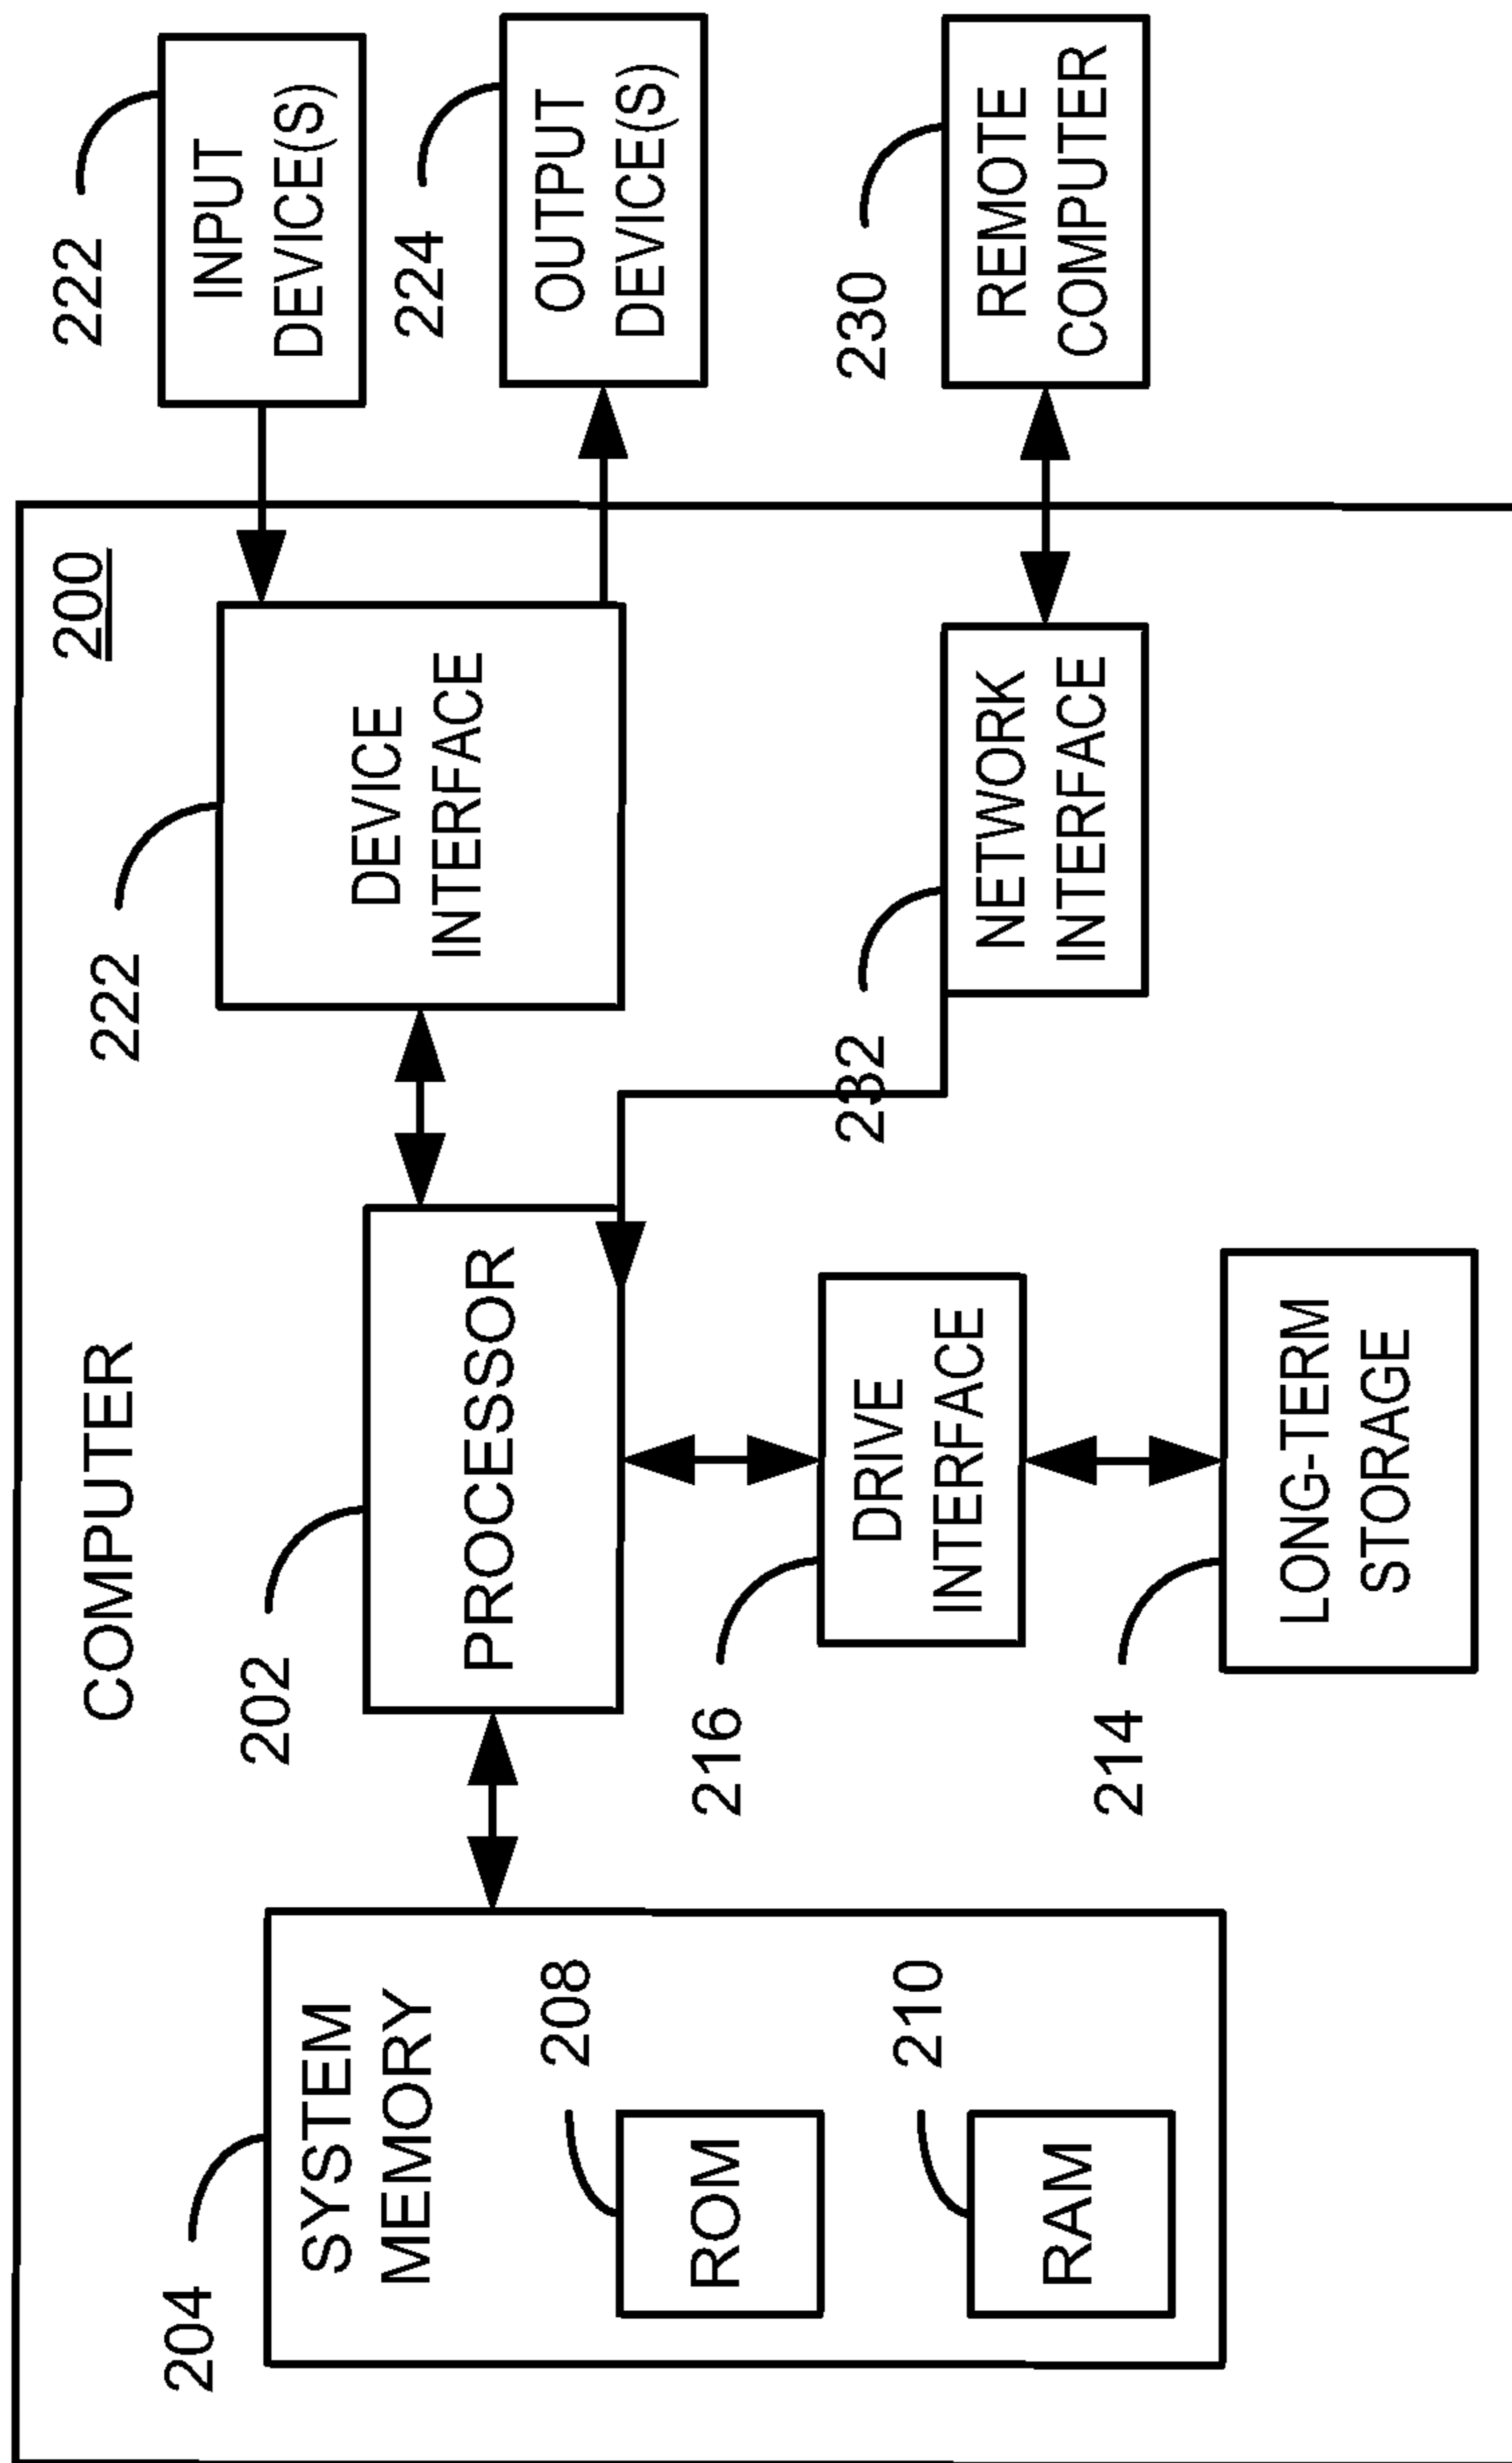 COMPUTER
200
222
INPUT
DEVICE(S)
204
SYSTEM
MEMORY
202
PROCESSOR
222
DEVICE
INTERFACE
224
OUTPUT
DEVICE(S)
208
ROM
216
DRIVE
INTERFACE
232
NETWORK
INTERFACE
230
REMOTE
COMPUTER
210
RAM
214
LONG-TERM
STORAGE